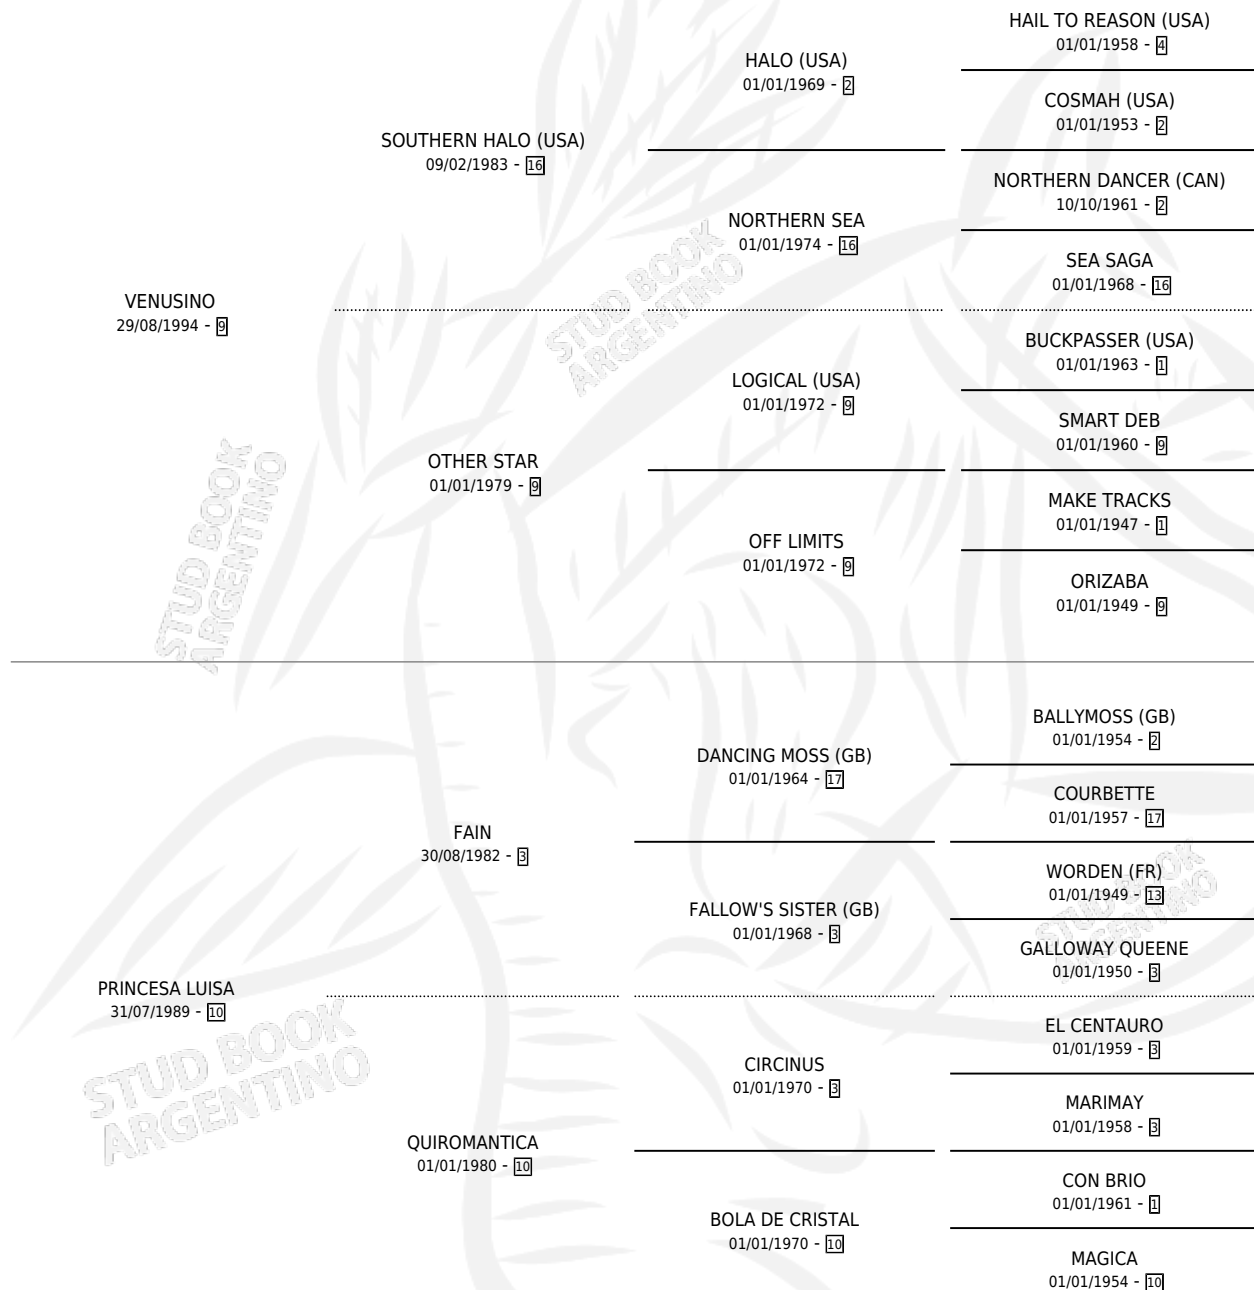 HAIL TO REASON (USA)
01/01/1958 - 4
HALO (USA)
01/01/1969 - 2
COSMAH (USA)
01/01/1953 - 2
SOUTHERN HALO (USA)
09/02/1983 - 16
NORTHERN DANCER (CAN)
10/10/1961 - 2
NORTHERN SEA
01/01/1974 - 16
SEA SAGA
01/01/1968 - 16
VENUSINO
29/08/1994 - 9
BUCKPASSER (USA)
01/01/1963 - 1
LOGICAL (USA)
01/01/1972 - 9
SMART DEB
01/01/1960 - 9
OTHER STAR
01/01/1979 - 9
MAKE TRACKS
01/01/1947 - 1
OFF LIMITS
01/01/1972 - 9
ORIZABA
01/01/1949 - 9
BALLYMOSS (GB)
01/01/1954 - 2
DANCING MOSS (GB)
01/01/1964 - 17
COURBETTE
01/01/1957 - 17
FAIN
30/08/1982 - 3
WORDEN (FR)
01/01/1949 - 13
FALLOW'S SISTER (GB)
01/01/1968 - 3
GALLOWAY QUEENE
01/01/1950 - 3
PRINCESA LUISA
31/07/1989 - 10
EL CENTAURO
01/01/1959 - 3
CIRCINUS
01/01/1970 - 3
MARIMAY
01/01/1958 - 3
QUIROMANTICA
01/01/1980 - 10
CON BRIO
01/01/1961 - 1
BOLA DE CRISTAL
01/01/1970 - 10
MAGICA
01/01/1954 - 10
STUD BOOK
ARGENTINO
STUD BOOK
ARGENTINO
STUD BOOK
ARGENTINO
STUD BOOK
ARGENTINO